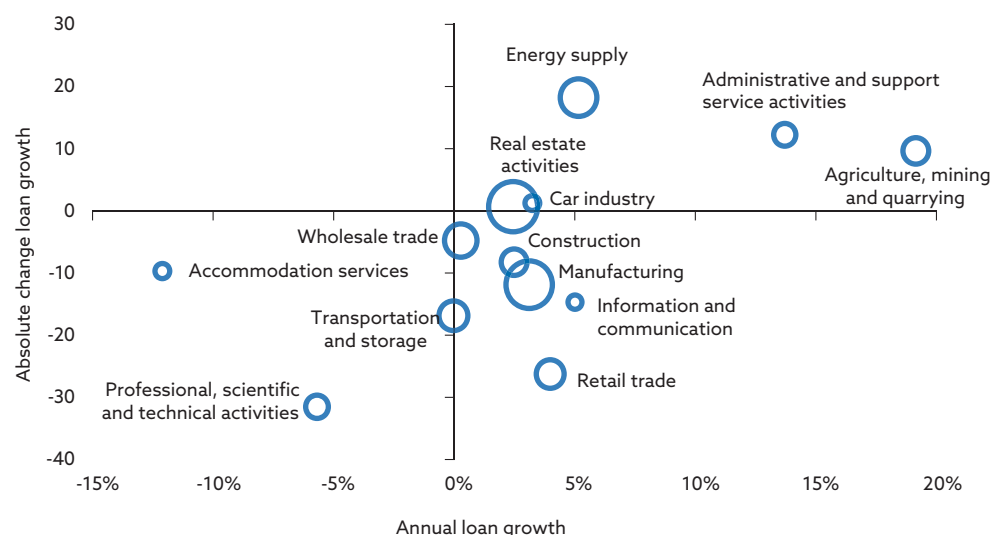 30
Energy supply
20
Administrative and support
service activities
Real estate
activities
10
Agriculture, mining
and quarrying
Car industry
0
Wholesale trade
Construction
Accommodation services
Manufacturing
-10
Information and
communication
Transportation
and storage
-20
Retail trade
Professional, scientific
and technical activities
-30
-40
Absolute change loan growth
-15%
-10%
-5%
0%
5%
10%
15%
20%
Annual loan growth